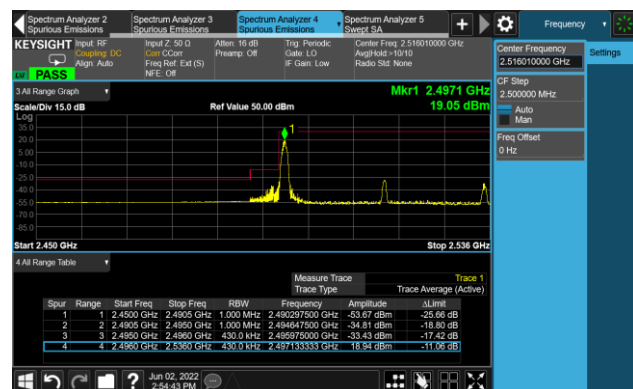 Spectrum Analyzer 2
Spurious Emissions
Spectrum Analyzer 3
Spurious Emissions
Spectrum Analyzer 4
Spurious Emissions
Spectrum Analyzer 5
Swept SA
+
Frequency
KEYSIGHT
Input: RF
Coupling: DC
Align: Auto
Input Z: 50 Ω
Corr CCorr
Freq Ref: Ext (S)
NFE: Off
Atten: 16 dB
Preamp: Off
Trig: Periodic
Gate: LO
IF Gain: Low
Center Freq: 2.516010000 GHz
Avg|Hold:>10/10
Radio Std: None
PASS
Center Frequency
2.516010000 GHz
Settings
CF Step
2.500000 MHz
Auto
Man
Freq Offset
0 Hz
3 All Range Graph
Mkr1 2.4971 GHz
Scale/Div 15.0 dB
Ref Value 50.00 dBm
19.05 dBm
Log
35.0
20.0
5.00
-10.0
-25.0
-40.0
-55.0
-70.0
-85.0
1
Start 2.450 GHz
Stop 2.536 GHz
4 All Range Table
Measure Trace Trace 1
Trace Type Trace Average (Active)
Spur Range Start Freq Stop Freq RBW Frequency Amplitude ΔLimit
1 1 2.4500 GHz 2.4905 GHz 1.000 MHz 2.490297500 GHz -53.67 dBm -25.66 dB
2 2 2.4905 GHz 2.4950 GHz 1.000 MHz 2.494647500 GHz -34.81 dBm -18.80 dB
3 3 2.4950 GHz 2.4960 GHz 430.0 kHz 2.495975000 GHz -33.43 dBm -17.42 dB
4 4 2.4960 GHz 2.5360 GHz 430.0 kHz 2.497133333 GHz 18.94 dBm -11.06 dB
?
Jun 02, 2022
2:54:43 PM